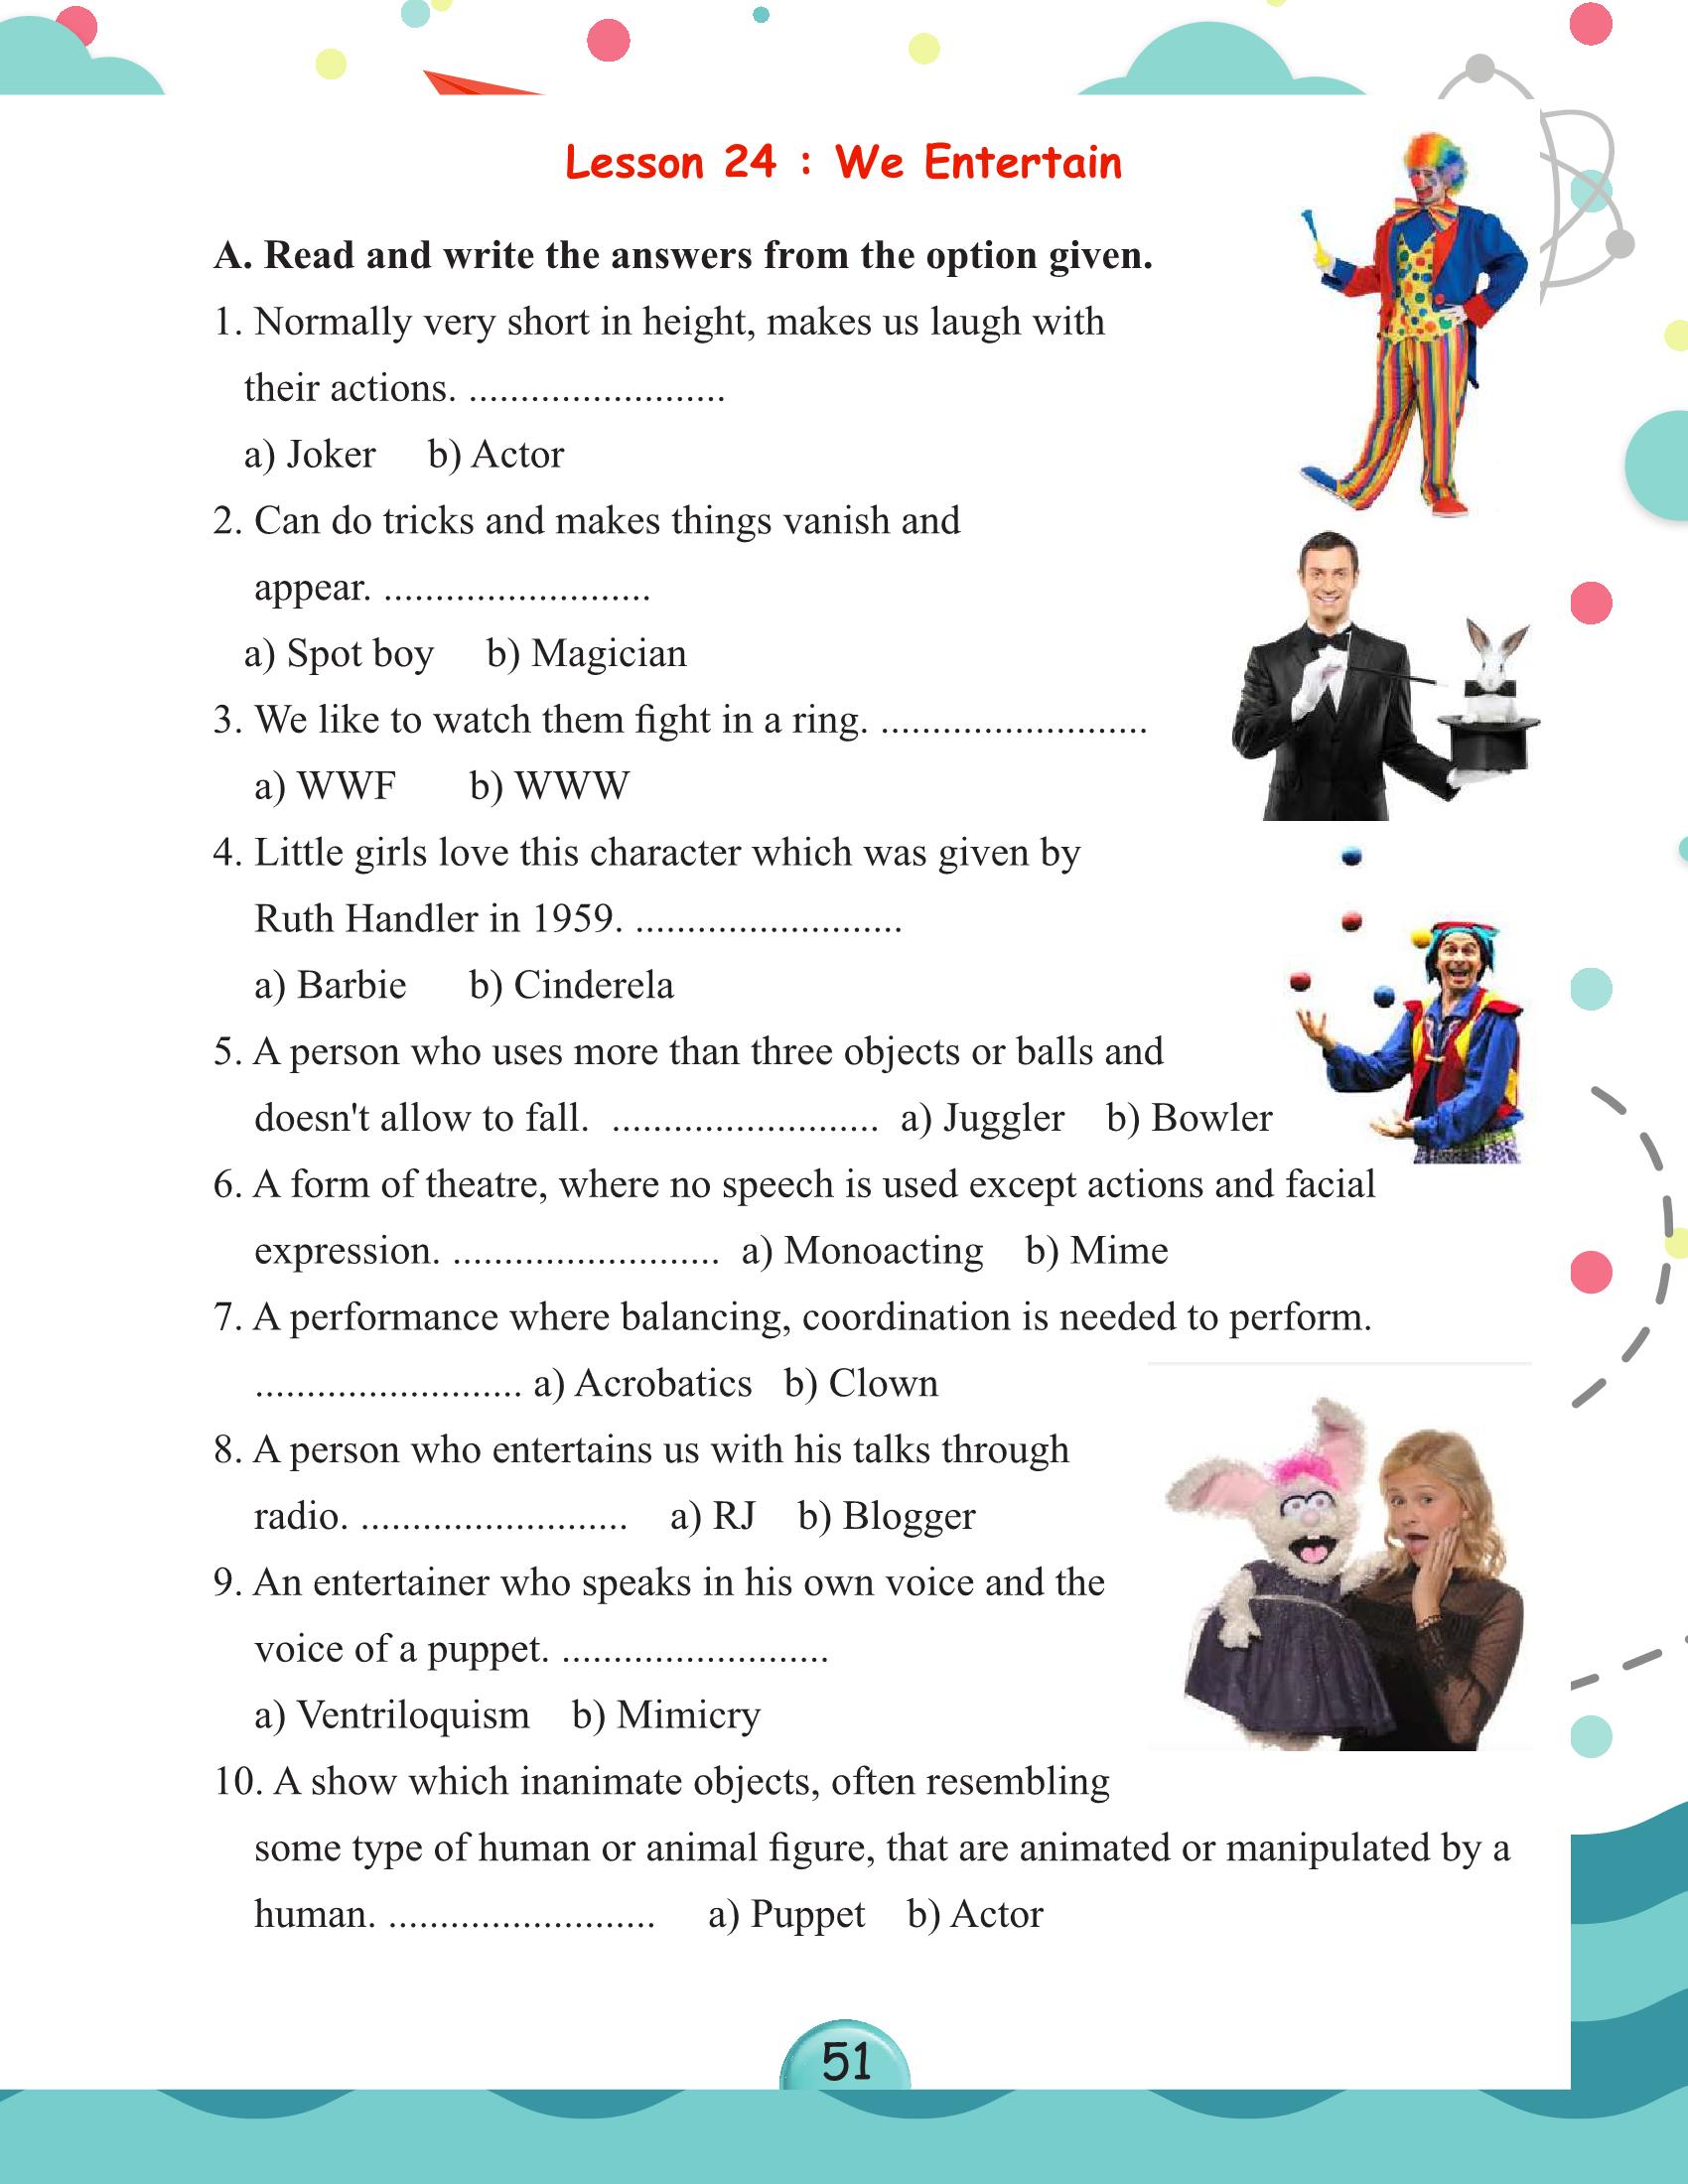 Lesson 24 : We Entertain
A. Read and write the answers from the option given.
1. Normally very short in height, makes us laugh with
their actions. .........................
a) Joker b) Actor
2. Can do tricks and makes things vanish and
appear. ..........................
a) Spot boy b) Magician
3. We like to watch them fight in a ring. ..........................
a) WWF b) WWW
4. Little girls love this character which was given by
Ruth Handler in 1959. ..........................
a) Barbie b) Cinderela
5. A person who uses more than three objects or balls and
doesn't allow to fall. .......................... a) Juggler b) Bowler
6. A form of theatre, where no speech is used except actions and facial
expression. .......................... a) Monoacting b) Mime
7. A performance where balancing, coordination is needed to perform.
.......................... a) Acrobatics b) Clown
8. A person who entertains us with his talks through
radio. .......................... a) RJ b) Blogger
9. An entertainer who speaks in his own voice and the
voice of a puppet. ..........................
a) Ventriloquism b) Mimicry
10. A show which inanimate objects, often resembling
some type of human or animal figure, that are animated or manipulated by a
human. .......................... a) Puppet b) Actor
51